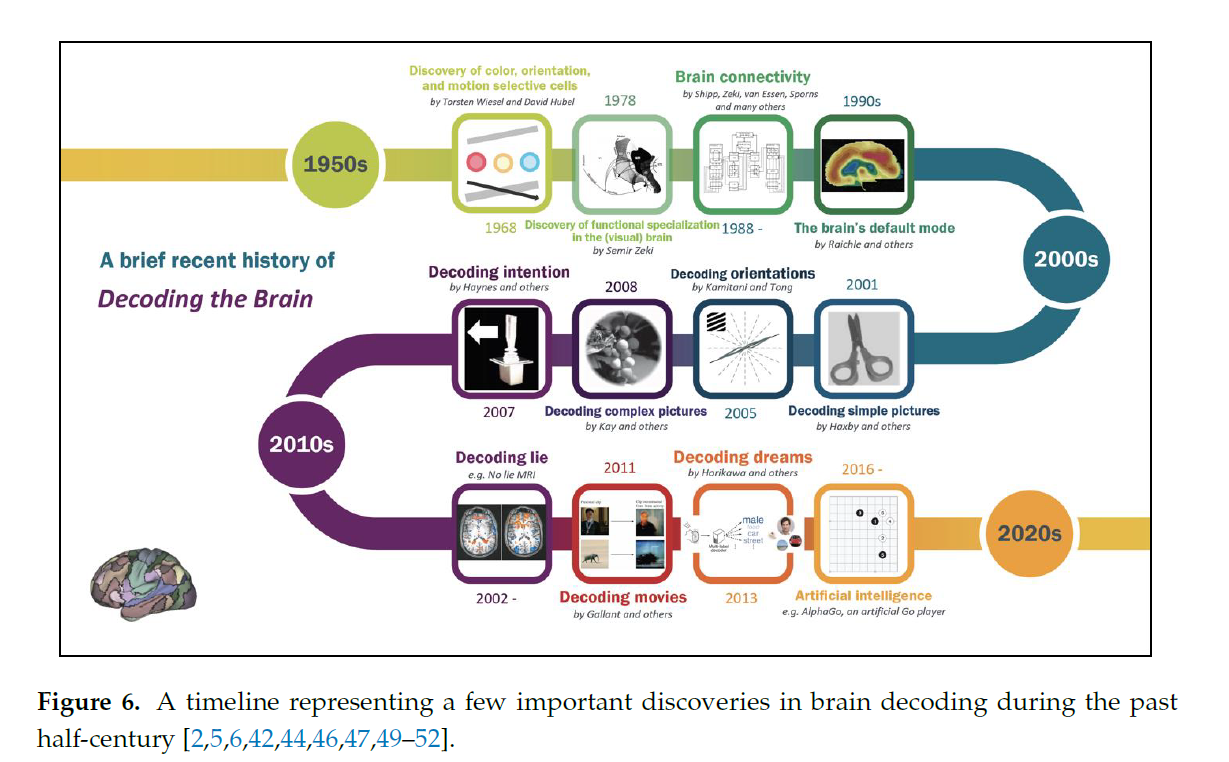 Discovery of color, orientation,
and motion selective cells
by Torsten Wiesel and David Hubel
1978
Brain connectivity
by Shipp, Zeki, van Essen, Sporns
and many others
1990s
1950s
1968
Discovery of functional specialization
in the (visual) brain
by Semir Zeki
1988 -
The brain's default mode
by Raichle and others
2000s
A brief recent history of
Decoding the Brain
Decoding intention
by Haynes and others
2008
Decoding orientations
by Kamitani and Tong
2001
2007
Decoding complex pictures
by Kay and others
2005
Decoding simple pictures
by Haxby and others
2010s
Decoding lie
e.g. No lie MRI
2011
Decoding dreams
by Horikawa and others
2016 -
male
car
street
2020s
2002 -
Decoding movies
by Gallant and others
2013
Artificial intelligence
e.g. AlphaGo, an artificial Go player
Figure 6. A timeline representing a few important discoveries in brain decoding during the past
half-century [2,5,6,42,44,46,47,49–52].